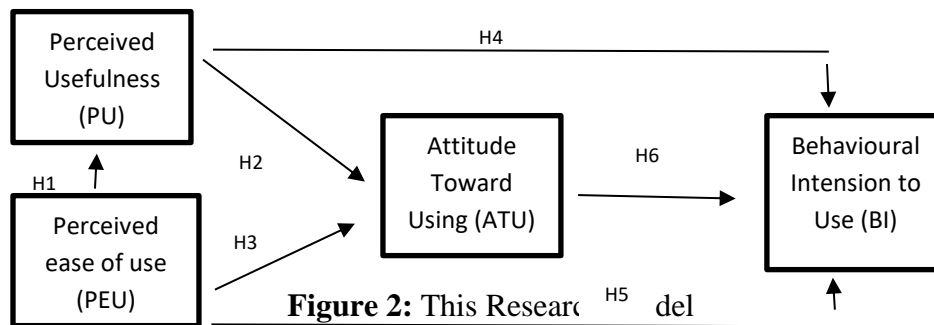 Perceived
Usefulness
(PU)
H4
H1
H2
Attitude
Toward
Using (ATU)
H6
Behavioural
Intension to
Use (BI)
Perceived
ease of use
(PEU)
H3
H5
Figure 2: This Researc del